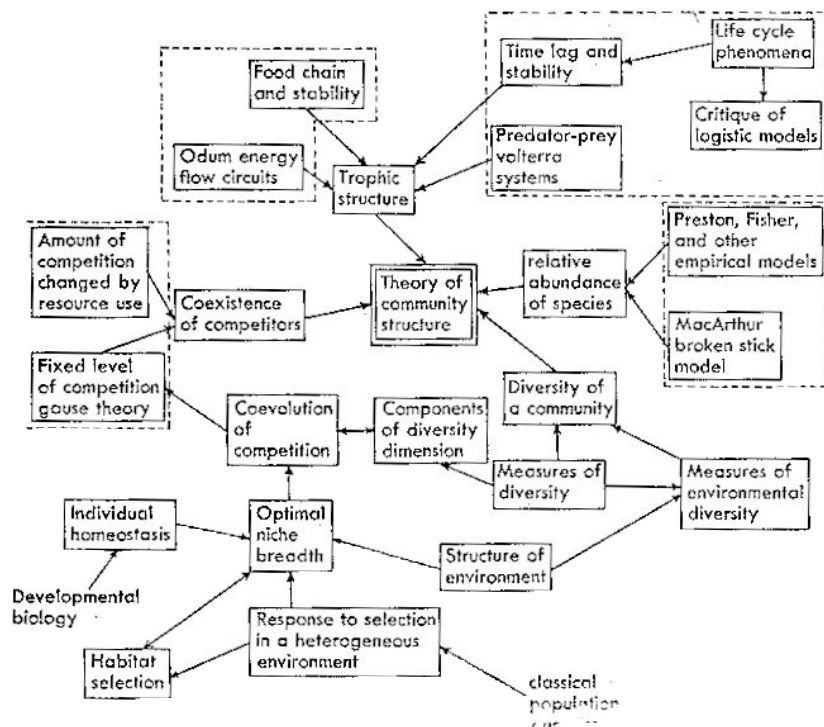 Food chain
and stability
Time lag and
stability
Life cycle
phenomena
Critique of
logistic models
Odum energy
flow circuits
Trophic
structure
Predator-prey
volterra
systems
Amount of
competition
changed by
resource use
Coexistence
of competitors
Theory of
community
structure
relative
abundance
of species
Preston, Fisher,
and other
empirical models
MacArthur
broken stick
model
Fixed level
of competition
gause theory
Coevolution
of
competition
Components
of diversity
dimension
Diversity of
a community
Measures of
diversity
Measures of
environmental
diversity
Individual
homeostasis
Optimal
niche
breadth
Structure of
environment
Developmental
biology
Habitat
selection
Response to selection
in a heterogeneous
environment
classical
population